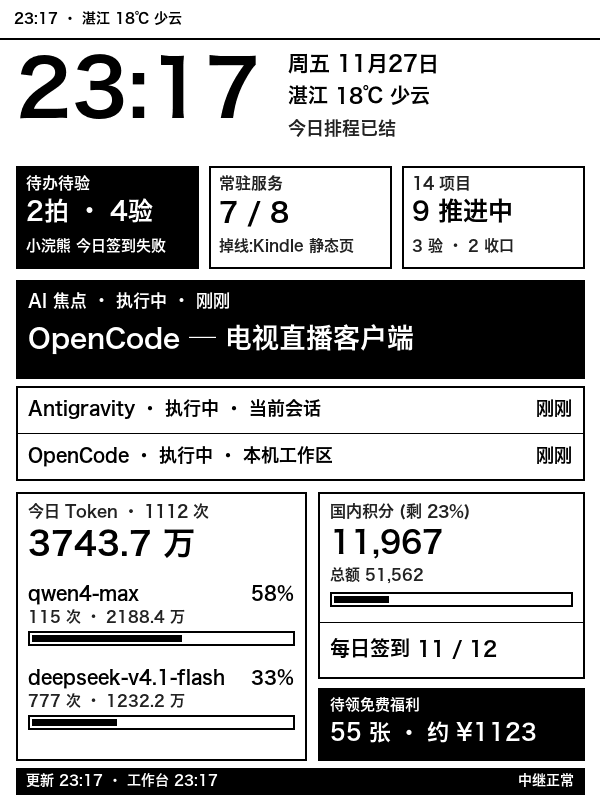 23:17 · 湛江 18℃ 少云
23:17
周五 11月27日
湛江 18℃ 少云
今日排程已结
待办待验
2拍 · 4验
小浣熊 今日签到失败
常驻服务
7 / 8
掉线:Kindle 静态页
14 项目
9 推进中
3 验 · 2 收口
AI 焦点 · 执行中 · 刚刚
OpenCode — 电视直播客户端
Antigravity · 执行中 · 当前会话 刚刚
OpenCode · 执行中 · 本机工作区 刚刚
今日 Token · 1112 次
3743.7 万
qwen4-max 58%
115 次 · 2188.4 万
deepseek-v4.1-flash 33%
777 次 · 1232.2 万
国内积分 (剩 23%)
11,967
总额 51,562
每日签到 11 / 12
待领免费福利
55 张 · 约 ¥1123
更新 23:17 · 工作台 23:17 中继正常